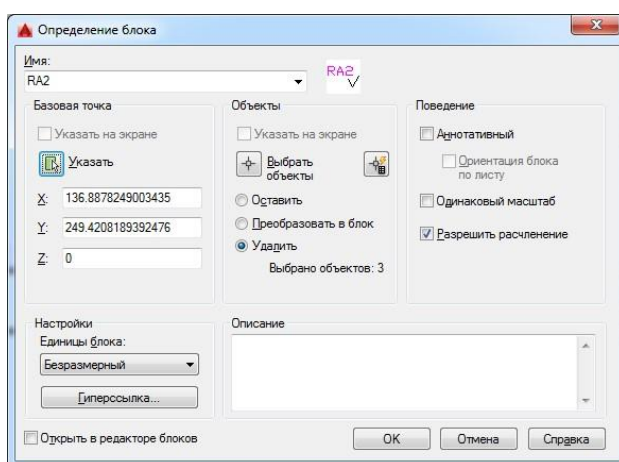 Определение блока
Имя:
RA2
RA2
Базовая точка
Указать на экране
Указать
X: 136.8878249003435
Y: 249.4208189392476
Z: 0
Объекты
Указать на экране
Выбрать объекты
Оставить
Преобразовать в блок
Удалить
Выбрано объектов: 3
Поведение
Аннотативный
Ориентация блока по листу
Одинаковый масштаб
Разрешить расчленение
Настройки
Единицы блока:
Безразмерный
Гиперссылка...
Описание
Открыть в редакторе блоков
OK
Отмена
Справка